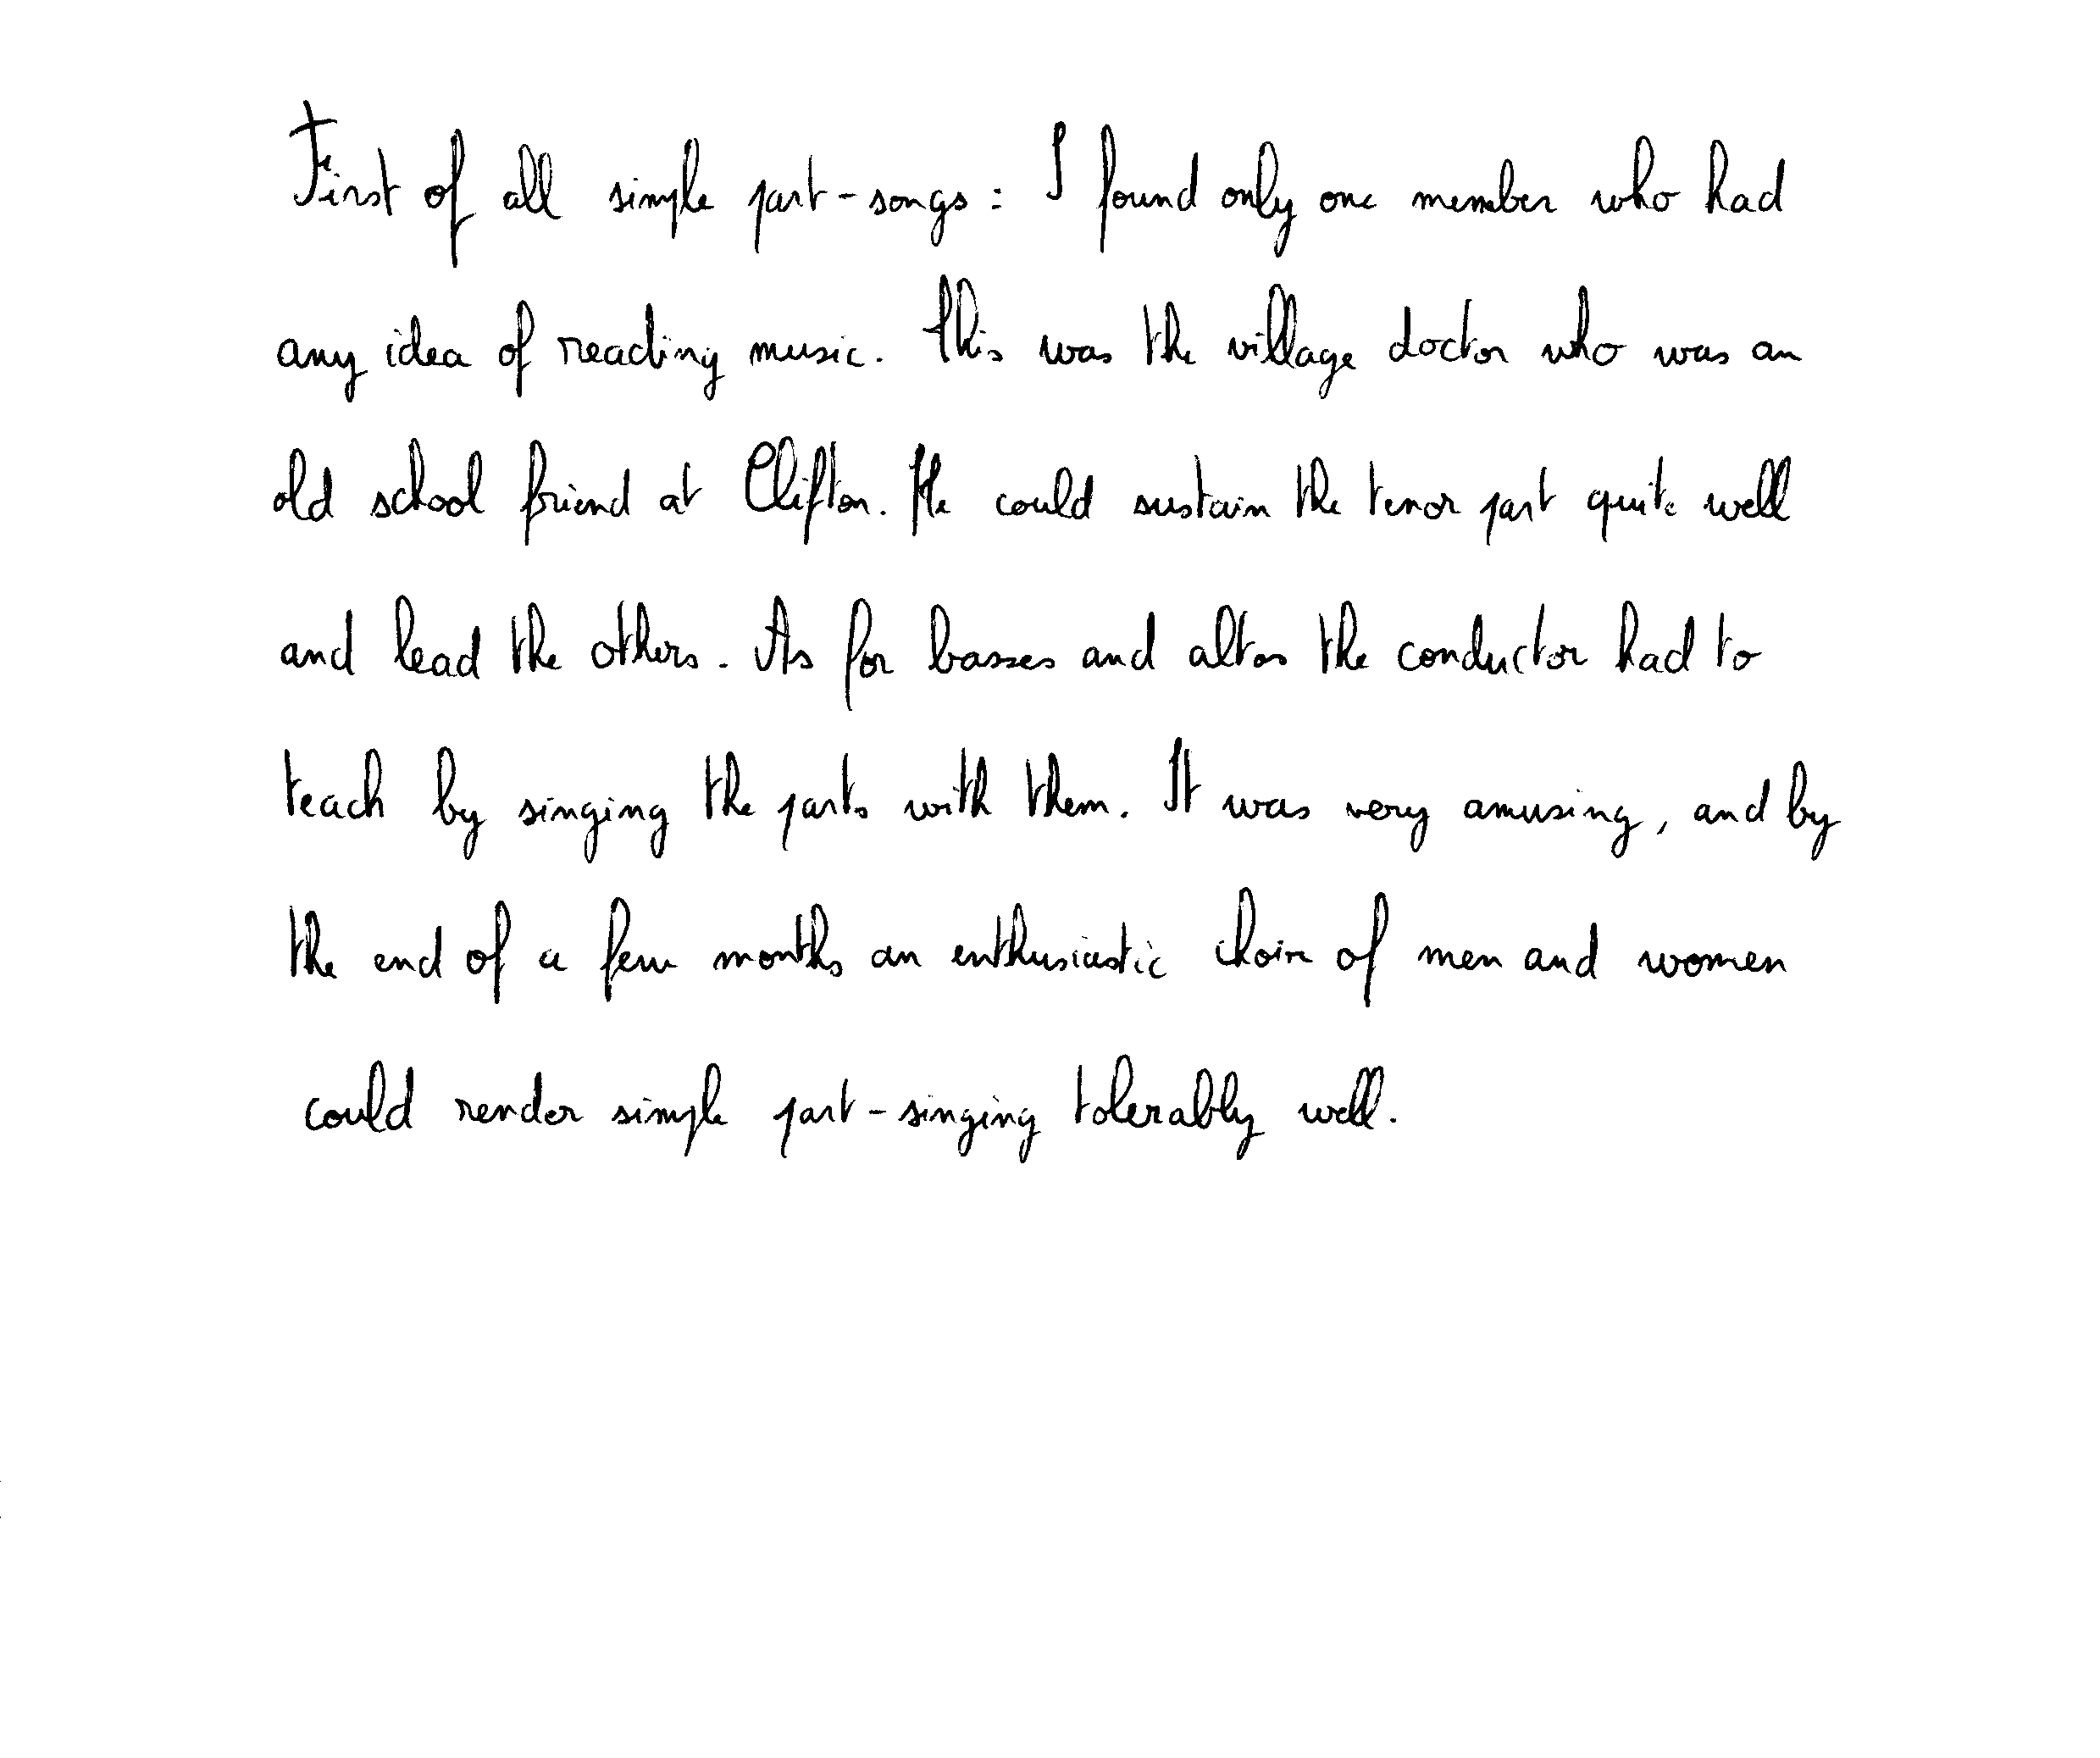 First of all simple part-songs: I found only one member who had
any idea of reading music. This was the village doctor who was an
old school friend at Clifton. He could sustain the tenor part quite well
and lead the others. As for basses and altos the conductor had to
teach by singing the parts with them. It was very amusing, and by
the end of a few months an enthusiastic choir of men and women
could render simple part-singing tolerably well.